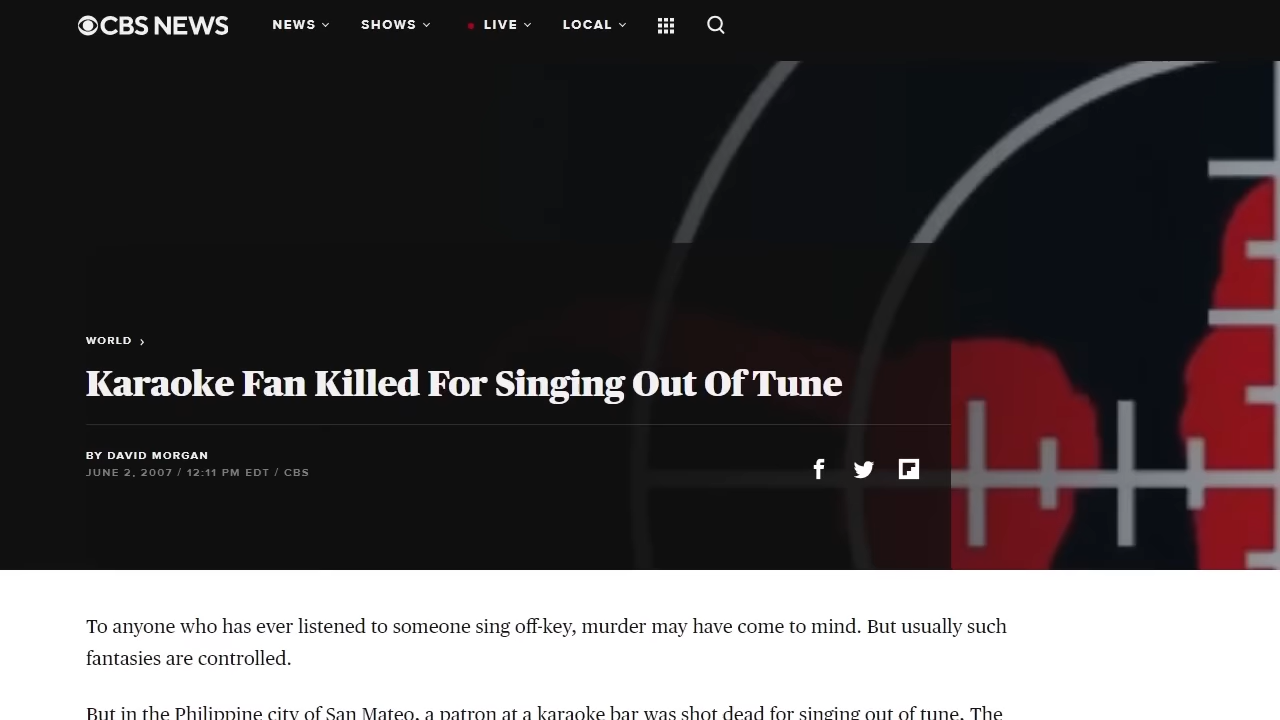 CBS NEWS NEWS SHOWS LIVE LOCAL
WORLD ›
Karaoke Fan Killed For Singing Out Of Tune
BY DAVID MORGAN
JUNE 2, 2007 / 12:11 PM EDT / CBS
To anyone who has ever listened to someone sing off-key, murder may have come to mind. But usually such
fantasies are controlled.
But in the Philippine city of San Mateo, a patron at a karaoke bar was shot dead for singing out of tune. The